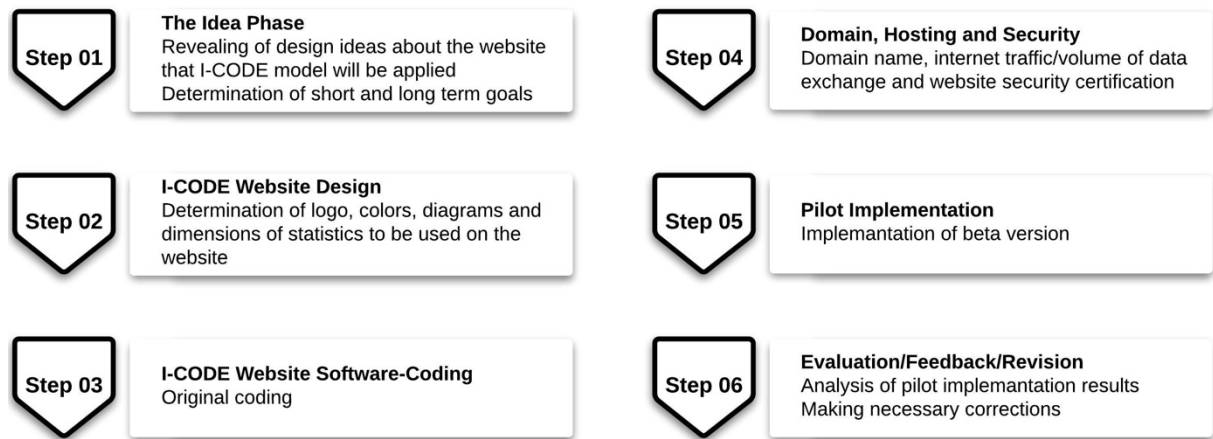 Step 01
The Idea Phase
Revealing of design ideas about the website
that I-CODE model will be applied
Determination of short and long term goals
Step 02
I-CODE Website Design
Determination of logo, colors, diagrams and
dimensions of statistics to be used on the
website
Step 03
I-CODE Website Software-Coding
Original coding
Step 04
Domain, Hosting and Security
Domain name, internet traffic/volume of data
exchange and website security certification
Step 05
Pilot Implementation
Implemantation of beta version
Step 06
Evaluation/Feedback/Revision
Analysis of pilot implemantation results
Making necessary corrections